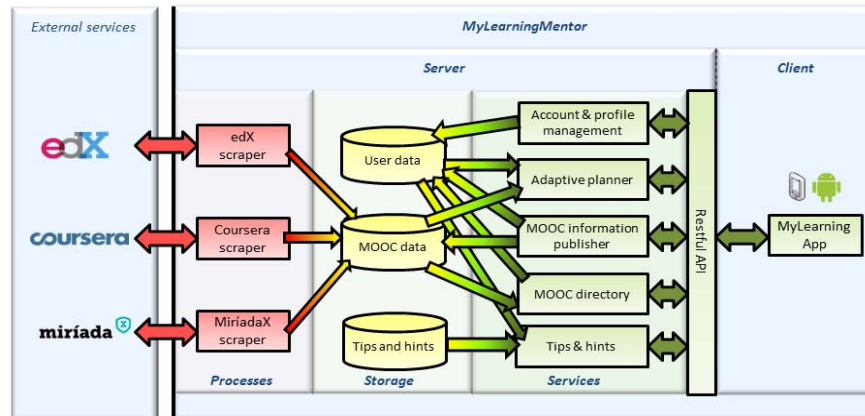 External services
MyLearningMentor
Server
Client
edX
edX
scraper
User data
Account & profile
management
Adaptive planner
coursera
Coursera
scraper
MOOC data
MOOC information
publisher
Restful API
MyLearning
App
MOOC directory
miríada x
MiríadaX
scraper
Tips and hints
Tips & hints
Processes
Storage
Services